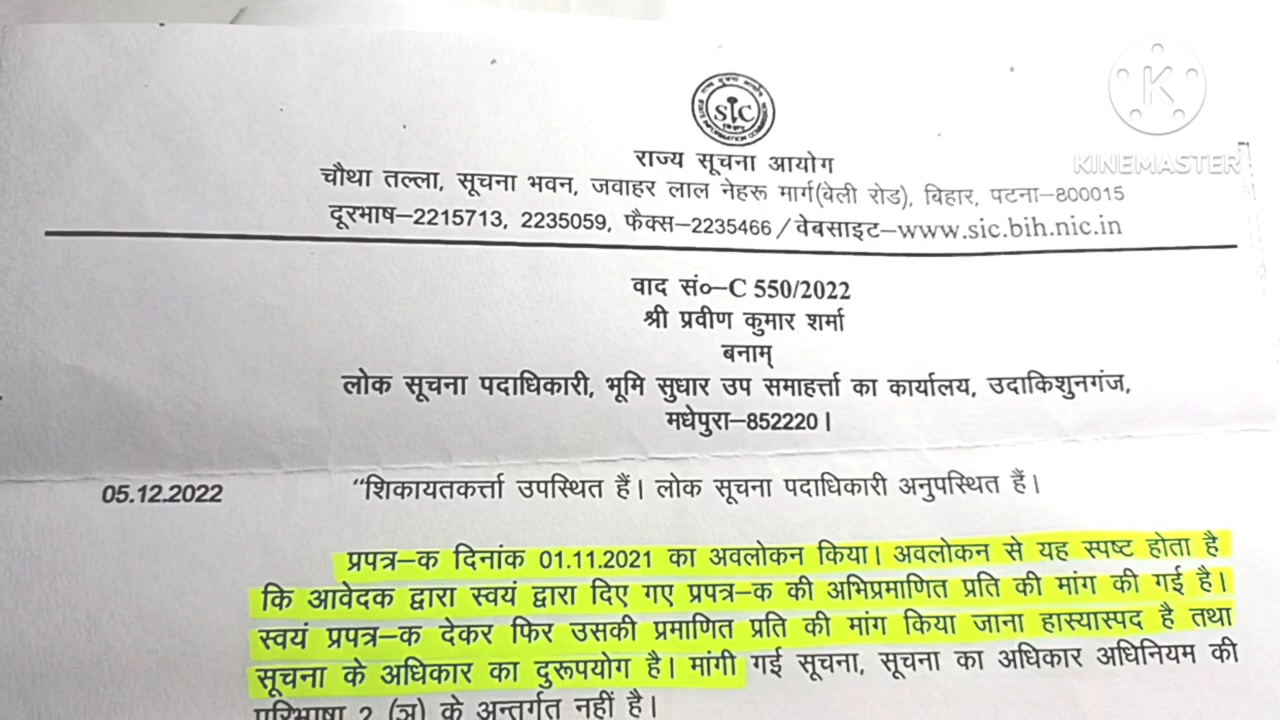 K
KINEMASTER
SIC
राज्य सूचना आयोग
चौथा तल्ला, सूचना भवन, जवाहर लाल नेहरू मार्ग(बेली रोड), बिहार, पटना–800015
दूरभाष–2215713, 2235059, फैक्स–2235466 / वेबसाइट–www.sic.bih.nic.in
वाद सं०–C 550/2022
श्री प्रवीण कुमार शर्मा
बनाम्
लोक सूचना पदाधिकारी, भूमि सुधार उप समाहर्त्ता का कार्यालय, उदाकिशुनगंज,
मधेपुरा–852220।
05.12.2022 “शिकायतकर्त्ता उपस्थित हैं। लोक सूचना पदाधिकारी अनुपस्थित हैं।
प्रपत्र–क दिनांक 01.11.2021 का अवलोकन किया। अवलोकन से यह स्पष्ट होता है
कि आवेदक द्वारा स्वयं द्वारा दिए गए प्रपत्र–क की अभिप्रमाणित प्रति की मांग की गई है।
स्वयं प्रपत्र–क देकर फिर उसकी प्रमाणित प्रति की मांग किया जाना हास्यास्पद है तथा
सूचना के अधिकार का दुरूपयोग है। मांगी गई सूचना, सूचना का अधिकार अधिनियम की
परिभाषा 2 (ञ) के अन्तर्गत नहीं है।